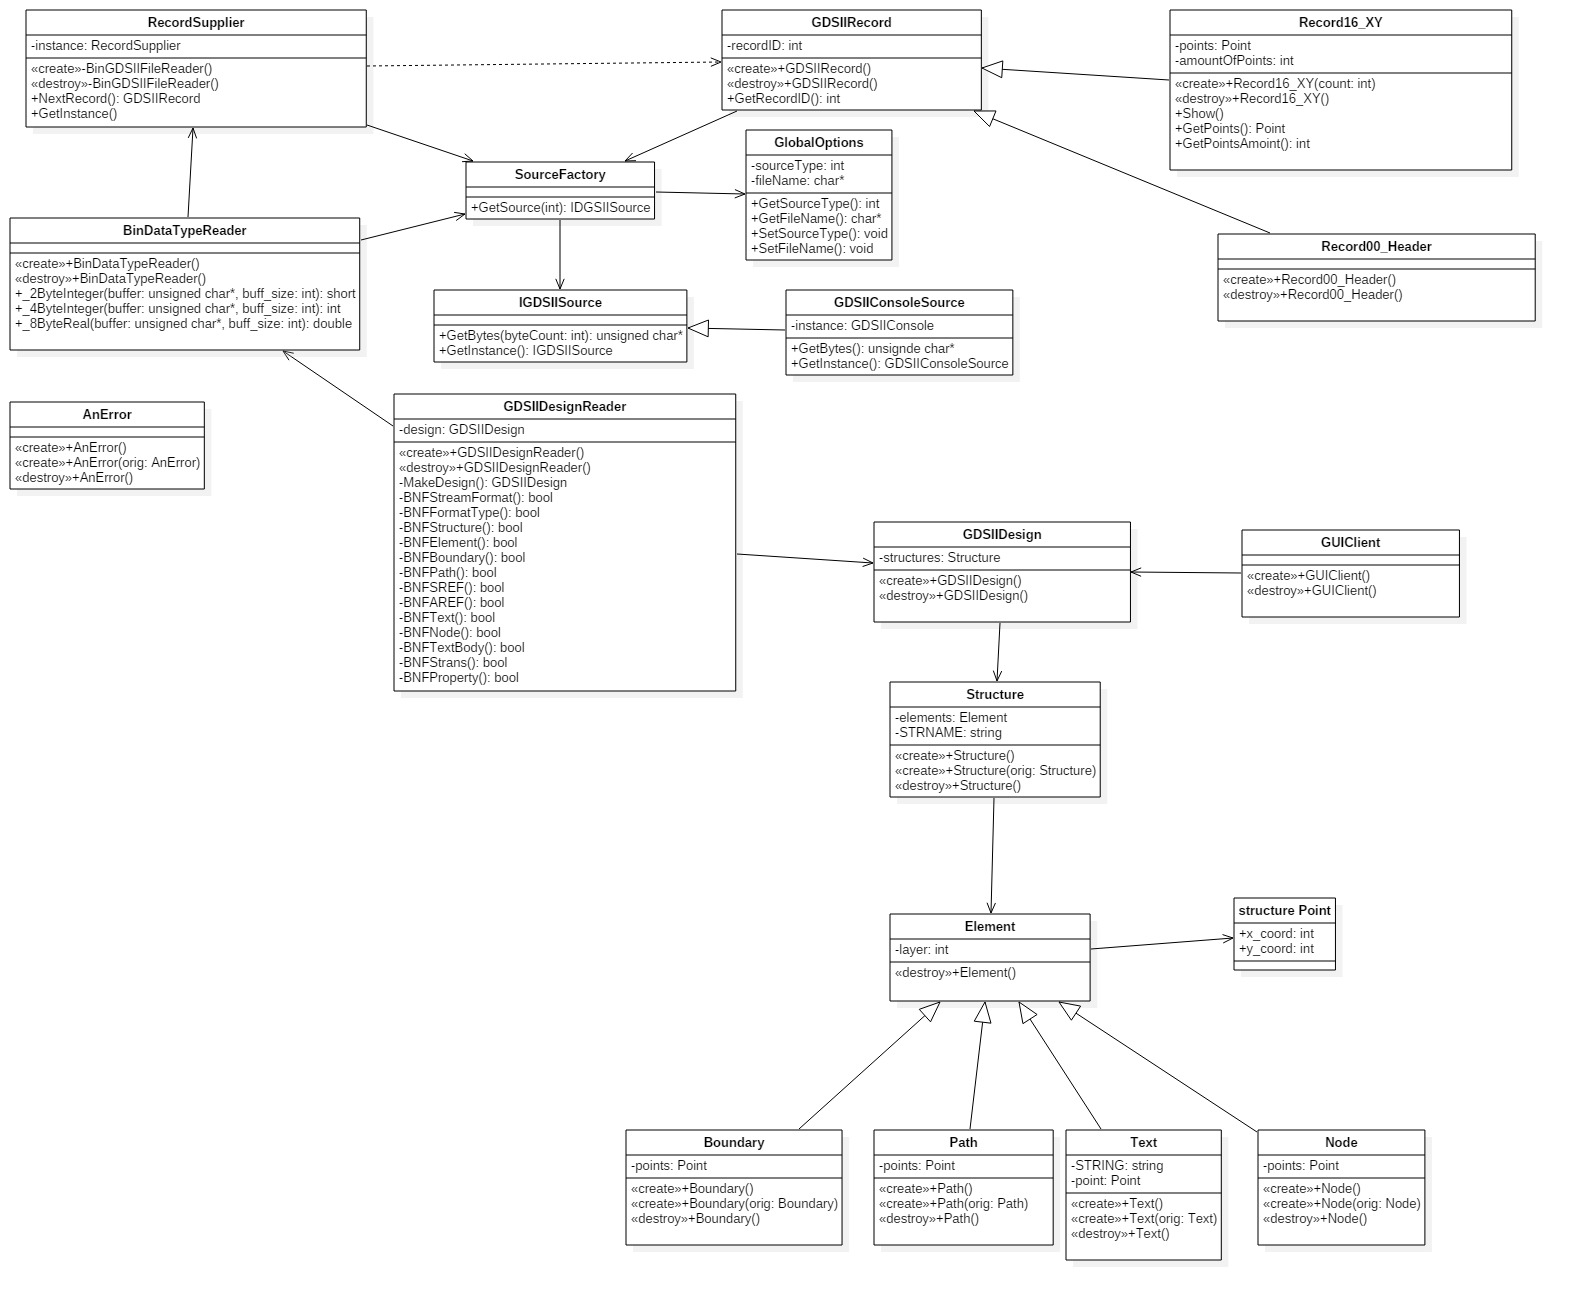 RecordSupplier
-instance: RecordSupplier
«create»-BinGDSIIFileReader()
«destroy»-BinGDSIIFileReader()
+NextRecord(): GDSIIRecord
+GetInstance()
GDSIIRecord
-recordID: int
«create»+GDSIIRecord()
«destroy»+GDSIIRecord()
+GetRecordID(): int
Record16_XY
-points: Point
-amountOfPoints: int
«create»+Record16_XY(count: int)
«destroy»+Record16_XY()
+Show()
+GetPoints(): Point
+GetPointsAmoint(): int
GlobalOptions
-sourceType: int
-fileName: char*
+GetSourceType(): int
+GetFileName(): char*
+SetSourceType(): void
+SetFileName(): void
SourceFactory
+GetSource(int): IDGSIISource
BinDataTypeReader
«create»+BinDataTypeReader()
«destroy»+BinDataTypeReader()
+_2ByteInteger(buffer: unsigned char*, buff_size: int): short
+_4ByteInteger(buffer: unsigned char*, buff_size: int): int
+_8ByteReal(buffer: unsigned char*, buff_size: int): double
Record00_Header
«create»+Record00_Header()
«destroy»+Record00_Header()
IGDSIISource
+GetBytes(byteCount: int): unsigned char*
+GetInstance(): IGDSIISource
GDSIIConsoleSource
-instance: GDSIIConsole
+GetBytes(): unsignde char*
+GetInstance(): GDSIIConsoleSource
AnError
«create»+AnError()
«create»+AnError(orig: AnError)
«destroy»+AnError()
GDSIIDesignReader
-design: GDSIIDesign
«create»+GDSIIDesignReader()
«destroy»+GDSIIDesignReader()
-MakeDesign(): GDSIIDesign
-BNFStreamFormat(): bool
-BNFFormatType(): bool
-BNFStructure(): bool
-BNFElement(): bool
-BNFBoundary(): bool
-BNFPath(): bool
-BNFSREF(): bool
-BNFAREF(): bool
-BNFText(): bool
-BNFNode(): bool
-BNFTextBody(): bool
-BNFStrans(): bool
-BNFProperty(): bool
GDSIIDesign
-structures: Structure
«create»+GDSIIDesign()
«destroy»+GDSIIDesign()
GUIClient
«create»+GUIClient()
«destroy»+GUIClient()
Structure
-elements: Element
-STRNAME: string
«create»+Structure()
«create»+Structure(orig: Structure)
«destroy»+Structure()
Element
-layer: int
«destroy»+Element()
structure Point
+x_coord: int
+y_coord: int
Boundary
-points: Point
«create»+Boundary()
«create»+Boundary(orig: Boundary)
«destroy»+Boundary()
Path
-points: Point
«create»+Path()
«create»+Path(orig: Path)
«destroy»+Path()
Text
-STRING: string
-point: Point
«create»+Text()
«create»+Text(orig: Text)
«destroy»+Text()
Node
-points: Point
«create»+Node()
«create»+Node(orig: Node)
«destroy»+Node()